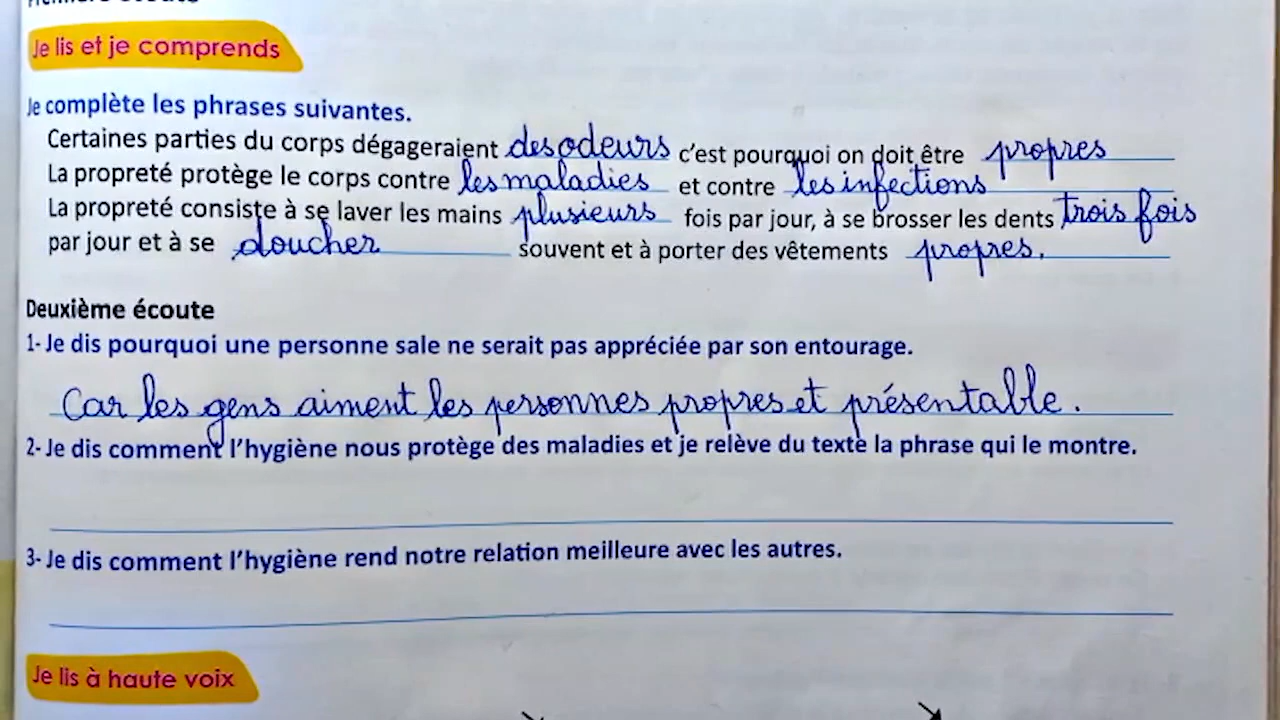 Je lis et je comprends
Je complète les phrases suivantes.
Certaines parties du corps dégageraient des odeurs c'est pourquoi on doit être propres
La propreté protège le corps contre les maladies et contre les infections
La propreté consiste à se laver les mains plusieurs fois par jour, à se brosser les dents trois fois
par jour et à se doucher souvent et à porter des vêtements propres.
Deuxième écoute
1- Je dis pourquoi une personne sale ne serait pas appréciée par son entourage.
Car les gens aiment les personnes propres et présentable.
2- Je dis comment l'hygiène nous protège des maladies et je relève du texte la phrase qui le montre.
3- Je dis comment l'hygiène rend notre relation meilleure avec les autres.
Je lis à haute voix